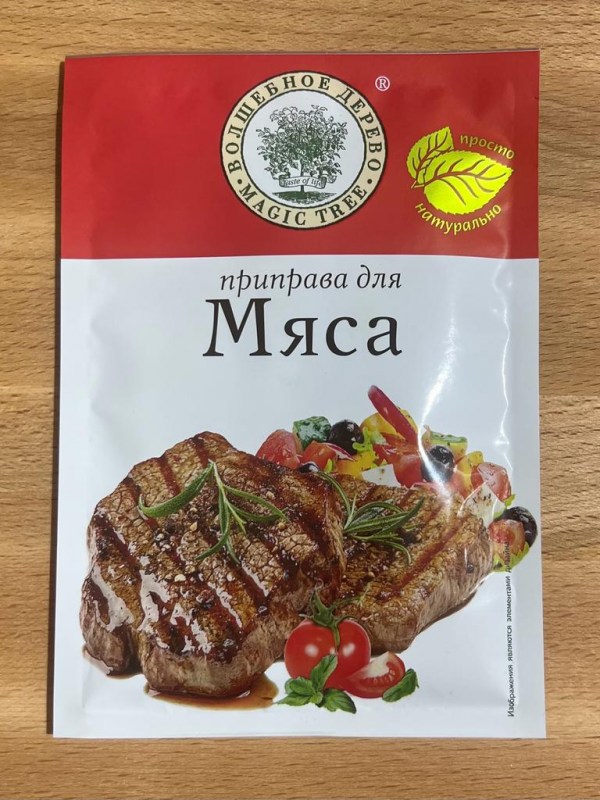 ВОЛШЕБНОЕ ДЕРЕВО
®
Taste of life
MAGIC TREE
просто
натурально
приправа для
Мяса
Изображения являются элементами